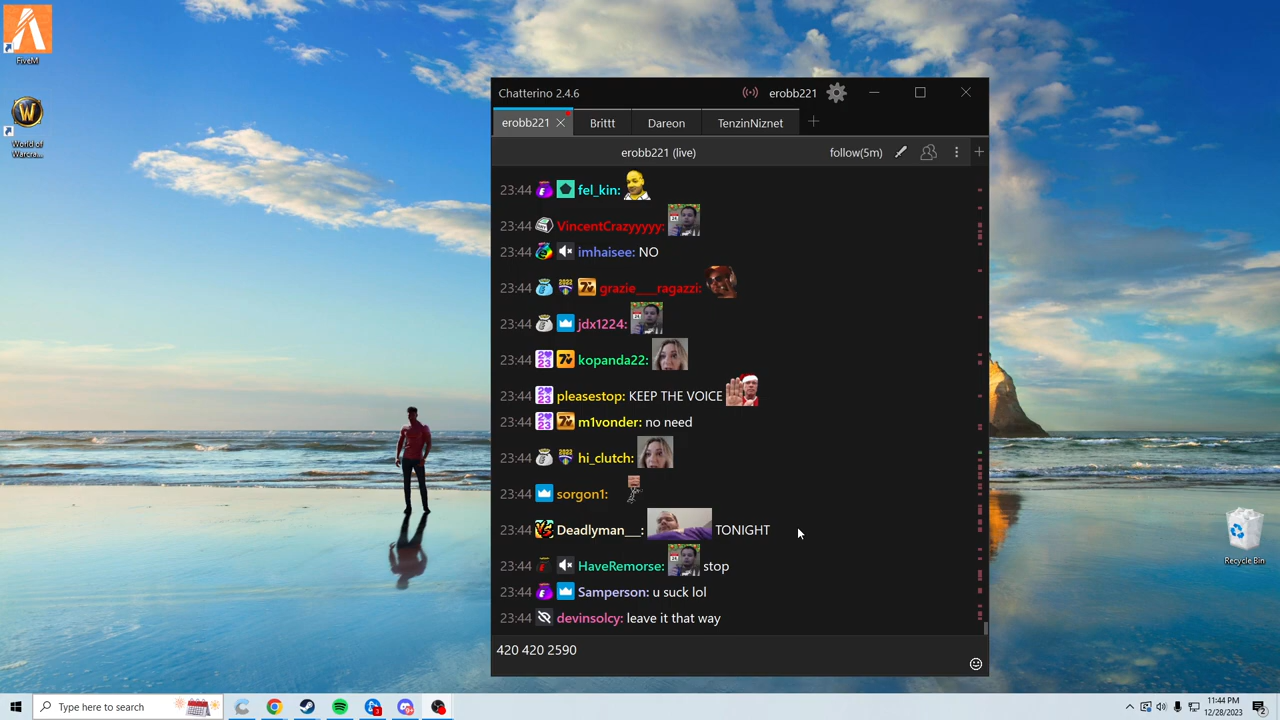 FiveM
World of
Warcra...
Chatterino 2.4.6
erobb221
erobb221
Brittt
Dareon
TenzinNiznet
erobb221 (live)
follow(5m)
23:44 fel_kin:
23:44 VincentCrazyyyyy:
23:44 imhaisee: NO
23:44 grazie___ragazzi:
23:44 jdx1224:
23:44 kopanda22:
23:44 pleasestop: KEEP THE VOICE
23:44 m1vonder: no need
23:44 hi_clutch:
23:44 sorgon1:
23:44 Deadlyman__: TONIGHT
23:44 HaveRemorse: stop
23:44 Samperson: u suck lol
23:44 devinsolcy: leave it that way
420 420 2590
Recycle Bin
Type here to search
11:44 PM
12/28/2023